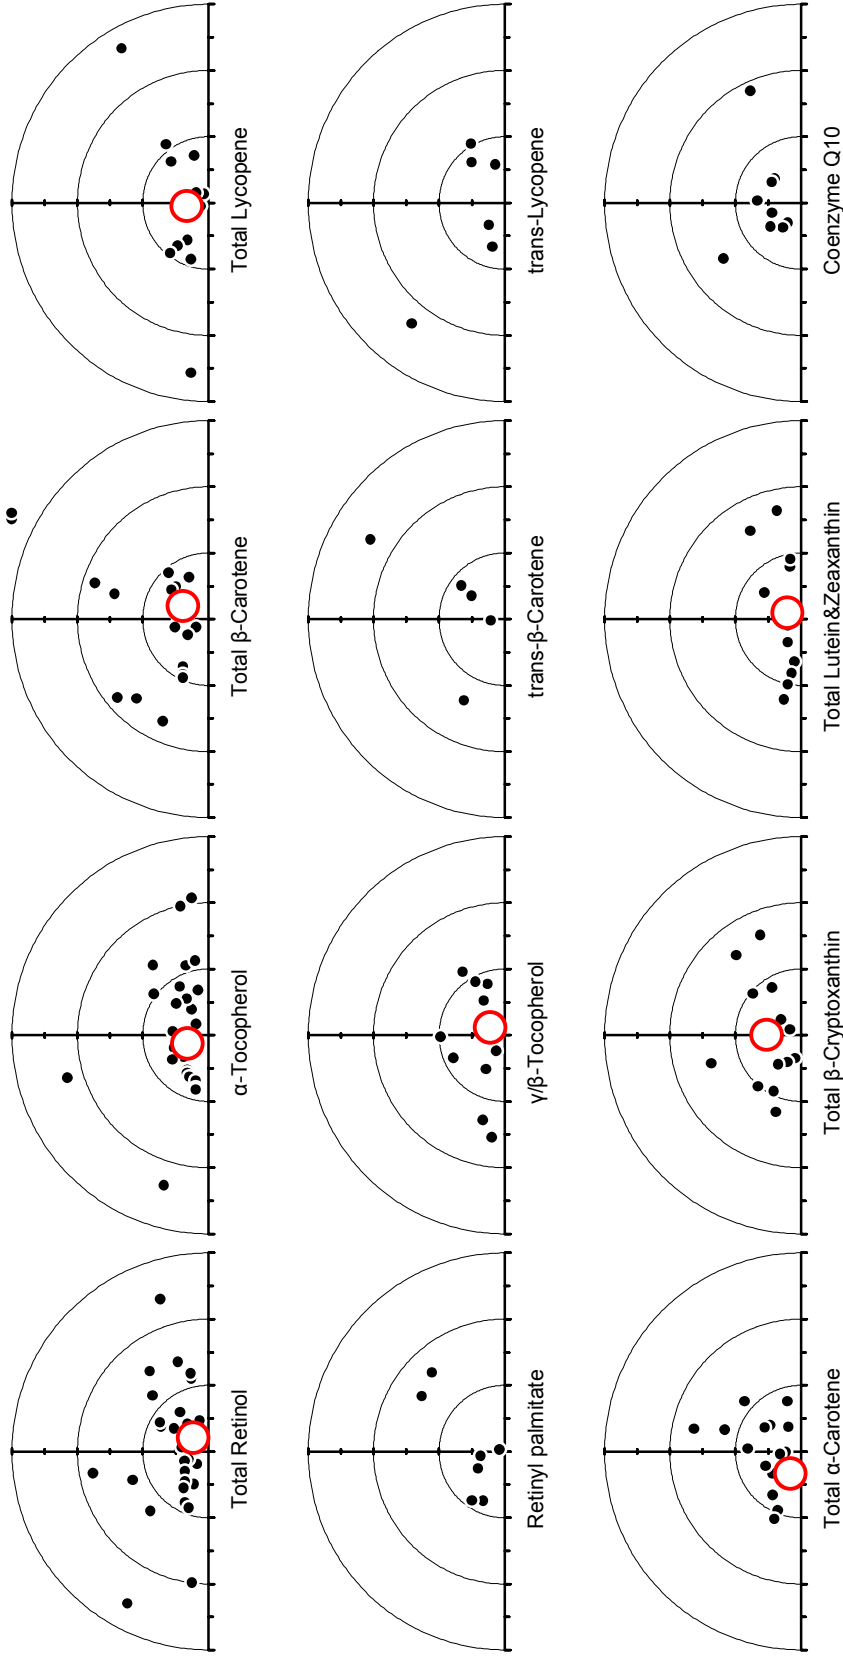 Total Retinol
α-Tocopherol
Total β-Carotene
Total Lycopene
Retinyl palmitate
γ/β-Tocopherol
trans-β-Carotene
trans-Lycopene
Total α-Carotene
Total β-Cryptoxanthin
Total Lutein&Zeaxanthin
Coenzyme Q10